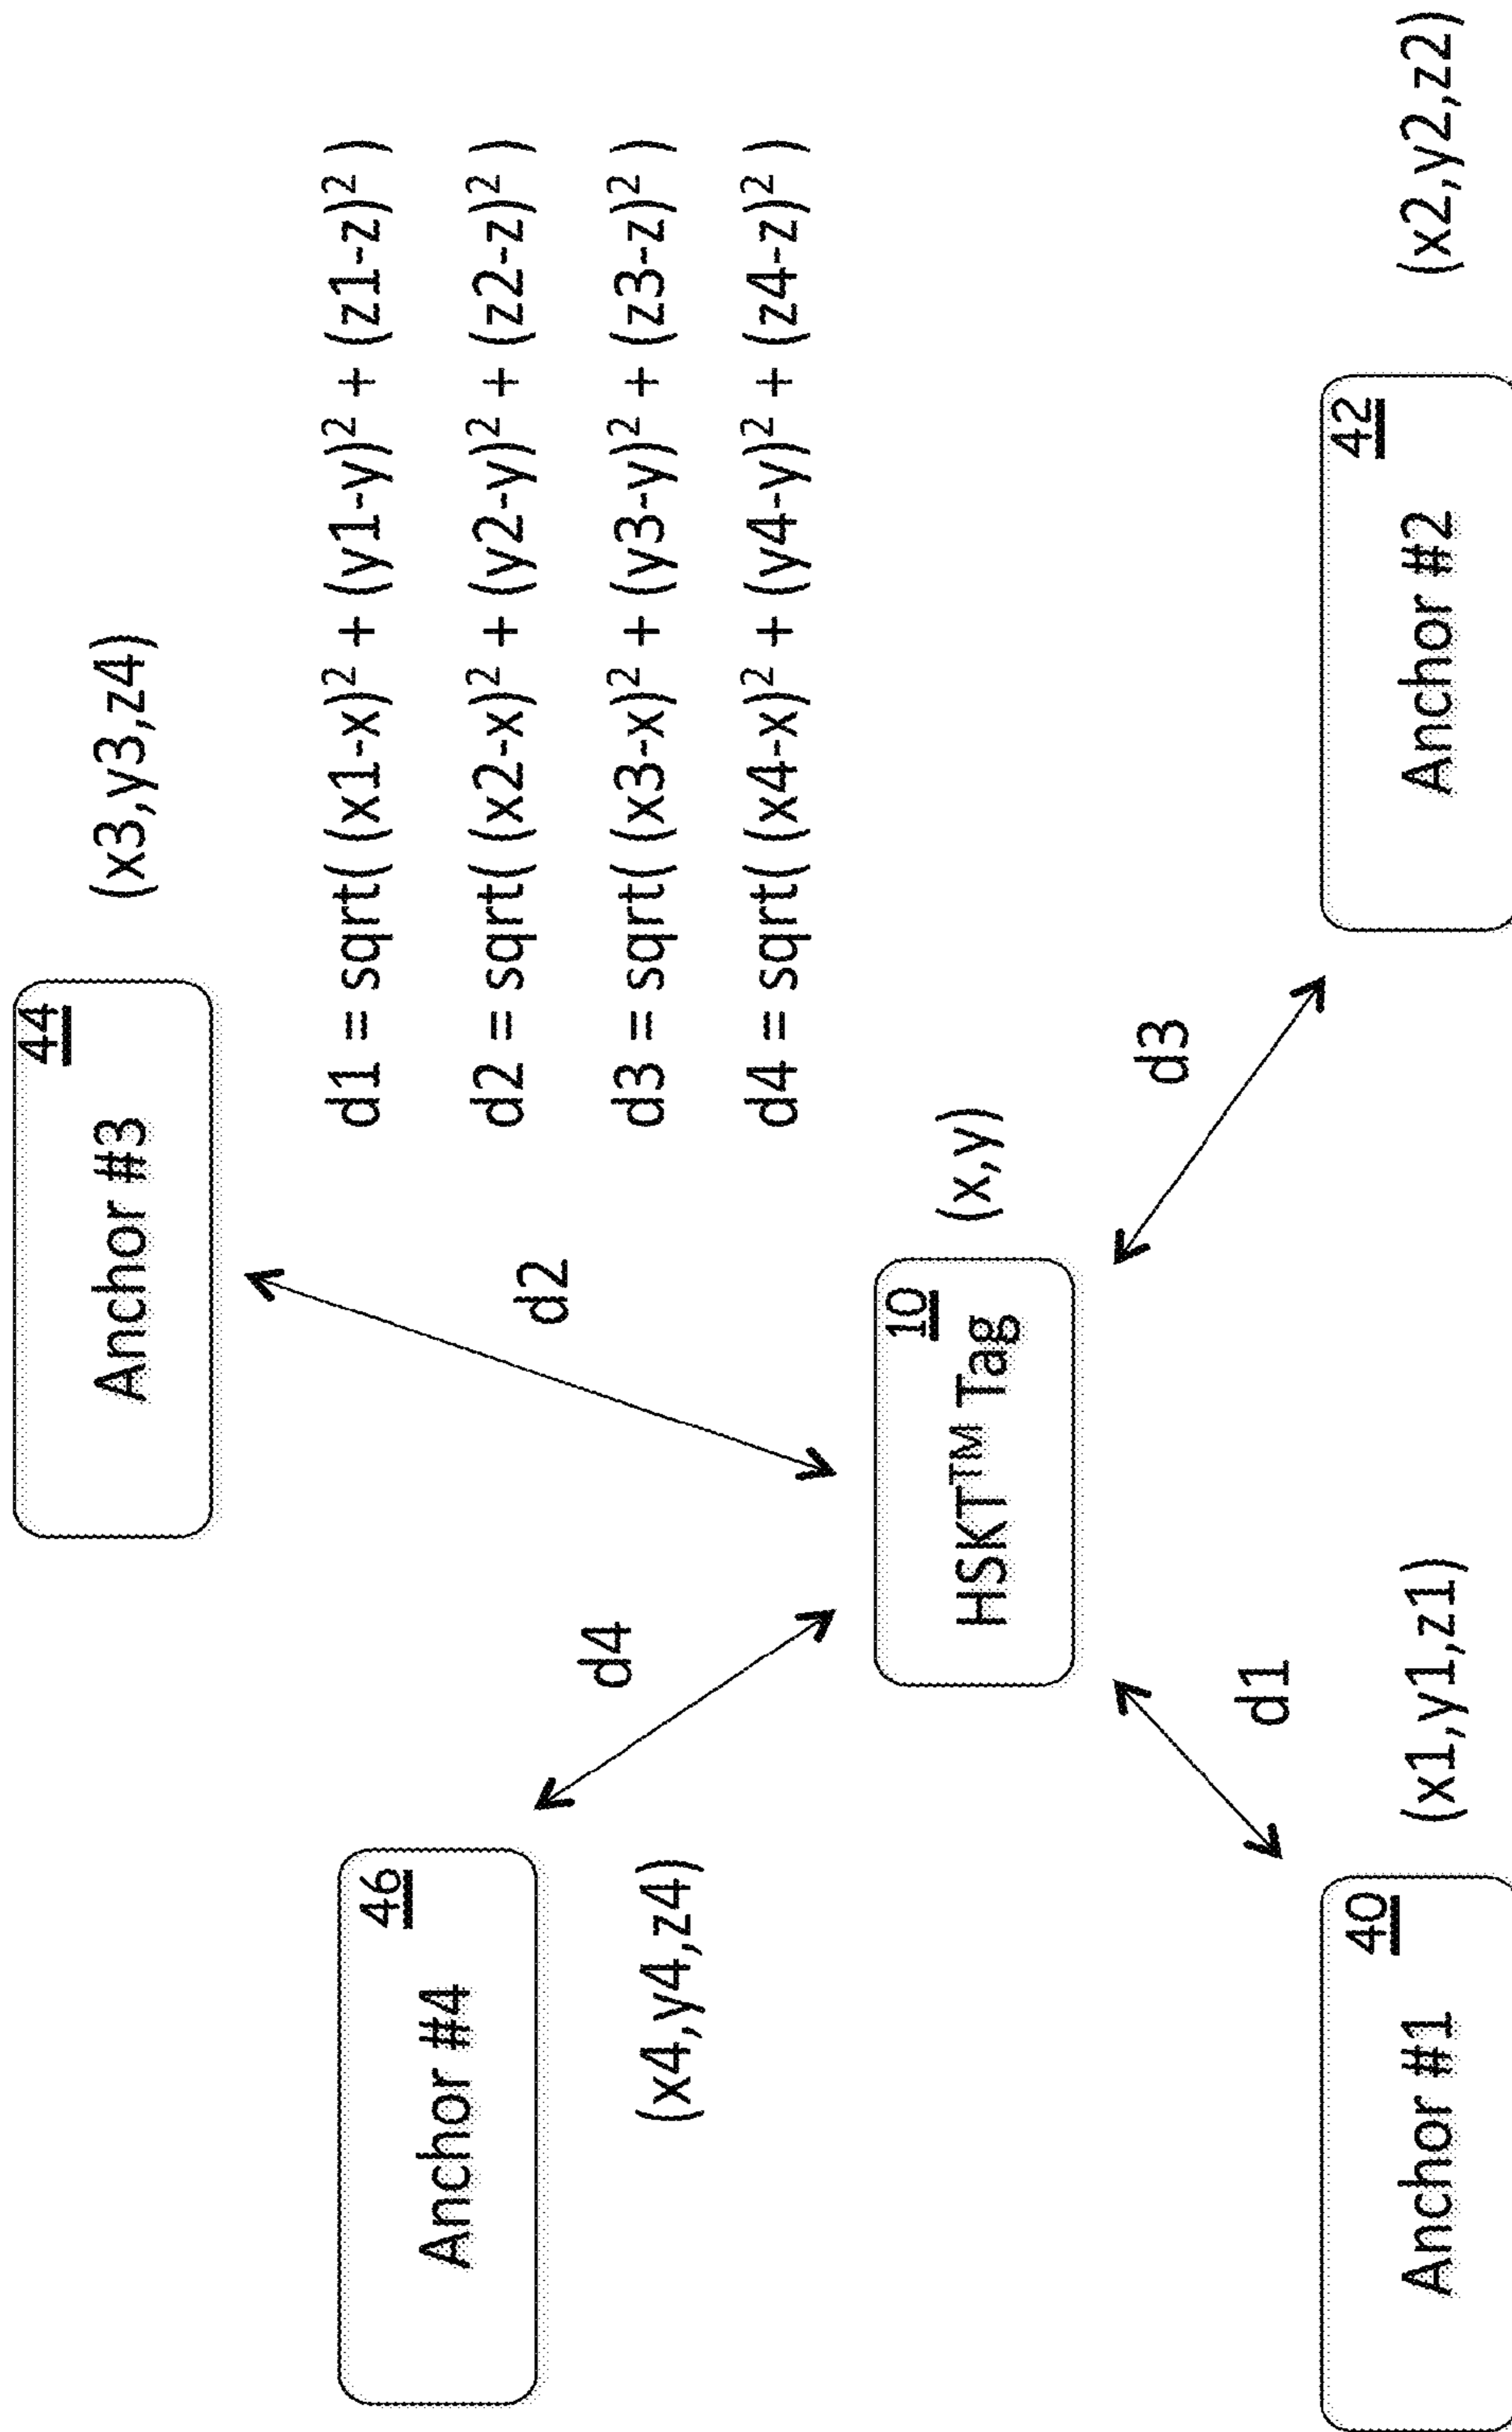 44
Anchor #3
(x3,y3,z4)
d1 = sqrt( (x1-x)² + (y1-y)² + (z1-z)² )
d2 = sqrt( (x2-x)² + (y2-y)² + (z2-z)² )
d3 = sqrt( (x3-x)² + (y3-y)² + (z3-z)² )
d4 = sqrt( (x4-x)² + (y4-y)² + (z4-z)² )
46
Anchor #4
(x4,y4,z4)
d2
d4
10
HSKT™ Tag
(x,y)
d3
d1
40
Anchor #1
(x1,y1,z1)
42
Anchor #2
(x2,y2,z2)